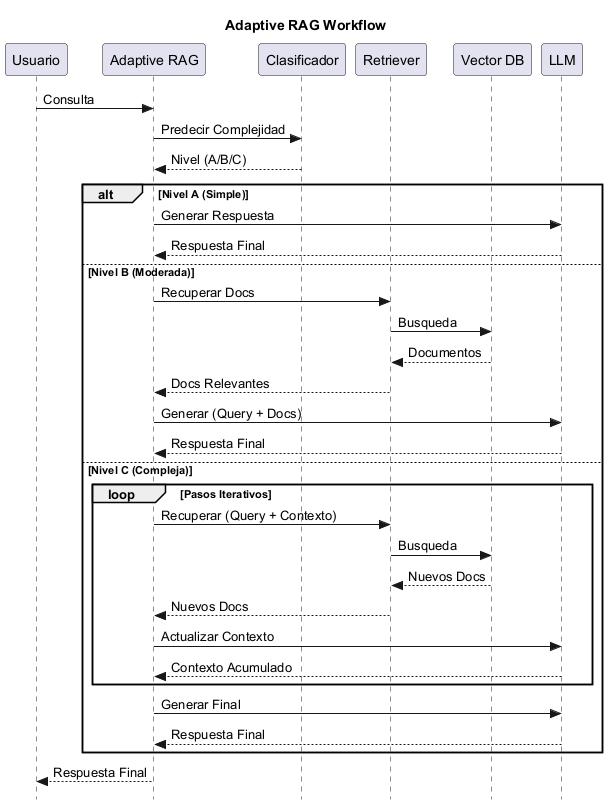 Adaptive RAG Workflow
Usuario
Adaptive RAG
Clasificador
Retriever
Vector DB
LLM
Consulta
Predecir Complejidad
Nivel (A/B/C)
alt
[Nivel A (Simple)]
Generar Respuesta
Respuesta Final
[Nivel B (Moderada)]
Recuperar Docs
Busqueda
Documentos
Docs Relevantes
Generar (Query + Docs)
Respuesta Final
[Nivel C (Compleja)]
loop
[Pasos Iterativos]
Recuperar (Query + Contexto)
Busqueda
Nuevos Docs
Nuevos Docs
Actualizar Contexto
Contexto Acumulado
Generar Final
Respuesta Final
Respuesta Final